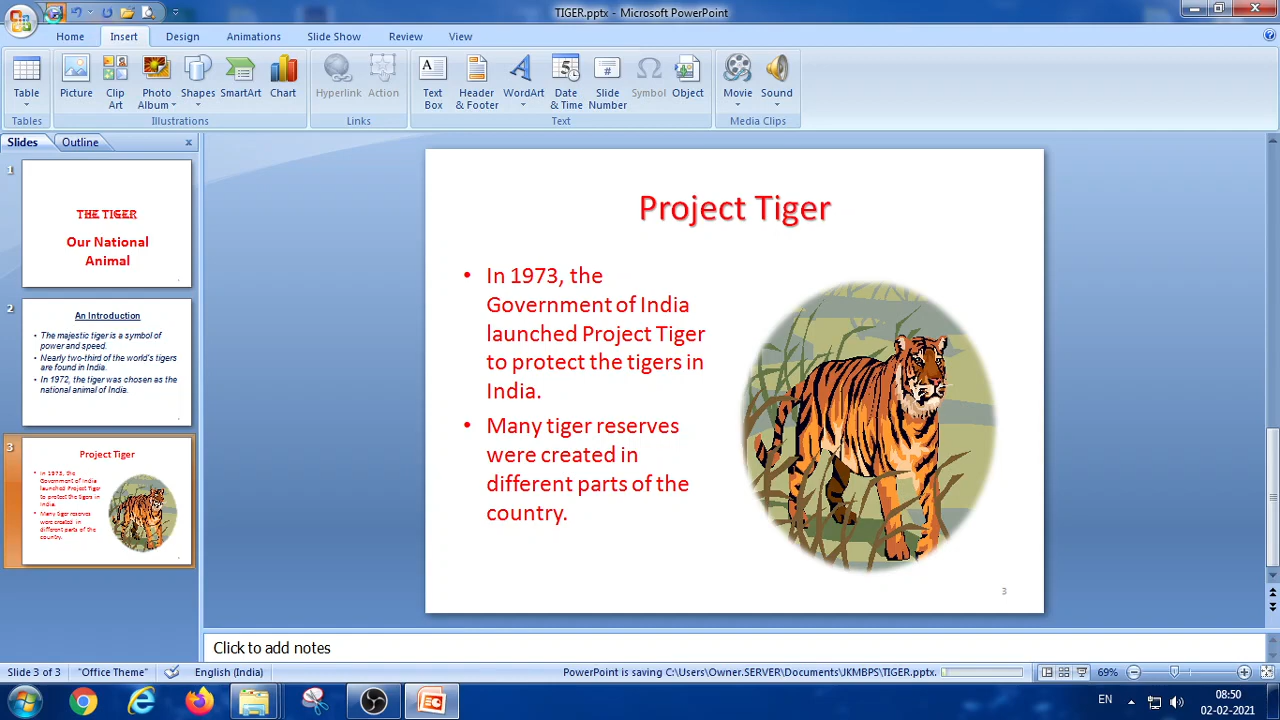 TIGER.pptx - Microsoft PowerPoint
Home Insert Design Animations Slide Show Review View
Table Picture Clip Art Photo Album Shapes SmartArt Chart Hyperlink Action Text Box Header & Footer WordArt Date & Time Slide Number Symbol Object Movie Sound
Tables Illustrations Links Text Media Clips
Slides Outline
1
THE TIGER
Our National
Animal
2
An Introduction
• The majestic tiger is a symbol of
power and speed.
• Nearly two-third of the world's tigers
are found in India.
• In 1972, the tiger was chosen as the
national animal of India.
3
Project Tiger
• In 1973, the
Government of India
launched Project Tiger
to protect the tigers in
India.
• Many tiger reserves
were created in
different parts of the
country.
Project Tiger
• In 1973, the
Government of India
launched Project Tiger
to protect the tigers in
India.
• Many tiger reserves
were created in
different parts of the
country.
3
Click to add notes
Slide 3 of 3 "Office Theme" English (India) PowerPoint is saving C:\Users\Owner.SERVER\Documents\JKMBPS\TIGER.pptx. 69%
EN 08:50
02-02-2021